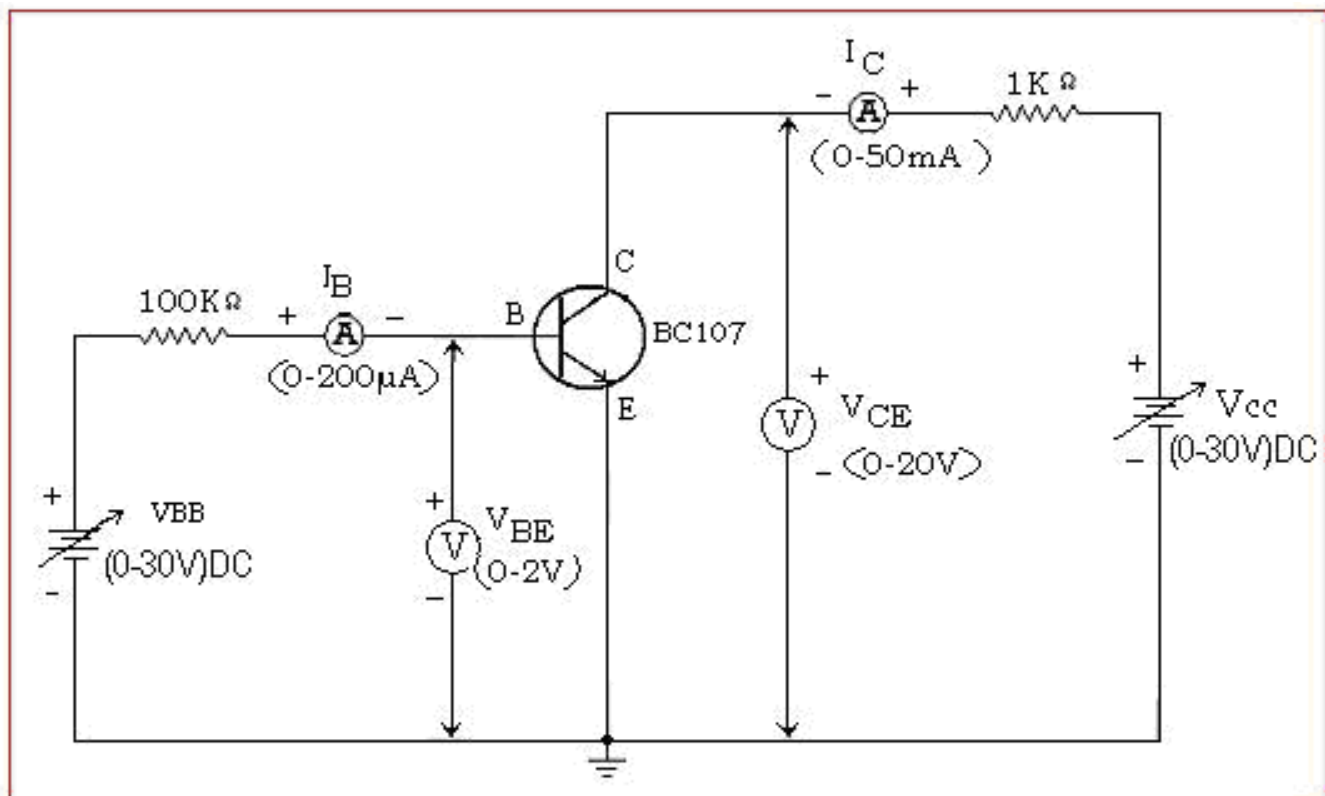 I C
- A +
1K Ω
(0-50mA)
C
I B
100K Ω
+ A -
B
BC107
(0-200µA)
E
+
V
V CE
- (0-20V)
+
Vcc
- (0-30V)DC
+
VBB
(0-30V)DC
-
+
V
V BE
(0-2V)
-